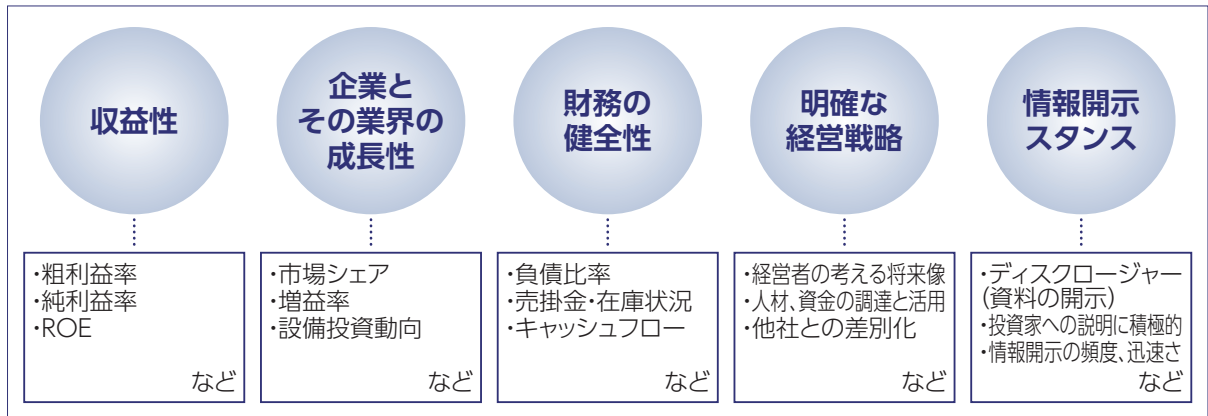 収益性
・粗利益率
・純利益率
・ROE
など
企業と
その業界の
成長性
・市場シェア
・増益率
・設備投資動向
など
財務の
健全性
・負債比率
・売掛金・在庫状況
・キャッシュフロー
など
明確な
経営戦略
・経営者の考える将来像
・人材、資金の調達と活用
・他社との差別化
など
情報開示
スタンス
・ディスクロージャー
(資料の開示)
・投資家への説明に積極的
・情報開示の頻度、迅速さ
など